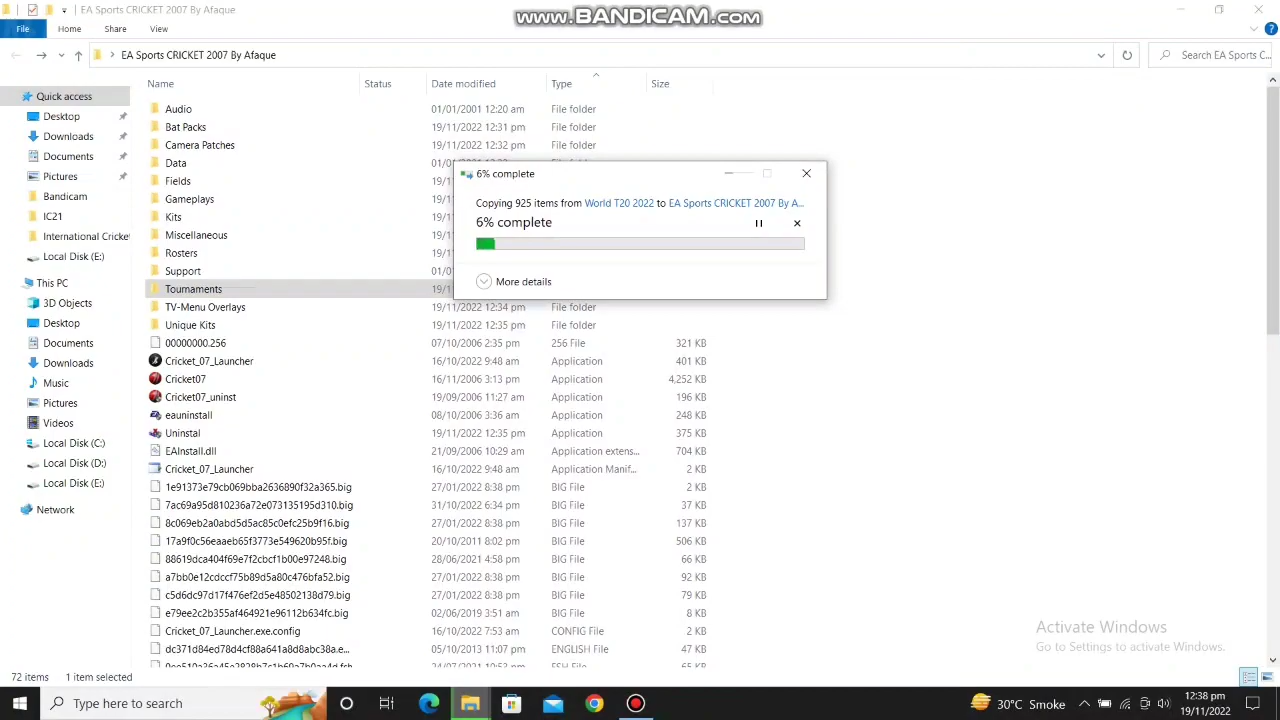 EA Sports CRICKET 2007 By Afaque
www.BANDICAM.com
File Home Share View
EA Sports CRICKET 2007 By Afaque
Search EA Sports C...
Name Status Date modified Type Size
Quick access
Desktop
Downloads
Documents
Pictures
Bandicam
IC21
International Cricket
Local Disk (E:)
This PC
3D Objects
Desktop
Documents
Downloads
Music
Pictures
Videos
Local Disk (C:)
Local Disk (D:)
Local Disk (E:)
Network
Audio 01/01/2001 12:20 am File folder
Bat Packs 19/11/2022 12:31 pm File folder
Camera Patches 19/11/2022 12:32 pm File folder
Data 01/0
Fields 19/1
Gameplays 19/1
Kits 19/1
Miscellaneous 19/1
Rosters 19/1
Support 01/0
Tournaments 19/1
TV-Menu Overlays 19/11/2022 12:34 pm File folder
Unique Kits 19/11/2022 12:35 pm File folder
00000000.256 07/10/2006 2:35 pm 256 File 321 KB
Cricket_07_Launcher 16/10/2022 9:48 am Application 401 KB
Cricket07 16/11/2006 3:13 pm Application 4,252 KB
Cricket07_uninst 19/09/2006 11:27 am Application 196 KB
eauninstall 08/10/2006 3:36 am Application 248 KB
Uninstal 19/11/2022 12:35 pm Application 375 KB
EAInstall.dll 21/09/2006 10:29 am Application extens... 704 KB
Cricket_07_Launcher 16/10/2022 9:48 am Application Manif... 2 KB
1e91373e79cb069bba2636890f32a365.big 27/01/2022 8:38 pm BIG File 2 KB
7ac69a95d810236a72e073135195d310.big 31/10/2022 6:34 pm BIG File 37 KB
8c069eb2a0abd5d5ac85c0efc25b9f16.big 27/01/2022 8:38 pm BIG File 137 KB
17a9f0c56eaaeb65f3773e549620b95f.big 20/10/2011 8:02 pm BIG File 506 KB
88619dca404f69e7f2cbcf1b00e97248.big 28/06/2021 4:58 pm BIG File 66 KB
a7bb0e12cdccf75b89d5a80c476bfa52.big 27/01/2022 8:38 pm BIG File 92 KB
c5d6dc97d17f476ef2d5e48502138d79.big 27/01/2022 8:38 pm BIG File 79 KB
e79ee2c2b355af464921e96112b634fc.big 02/06/2019 3:51 am BIG File 8 KB
Cricket_07_Launcher.exe.config 16/10/2022 7:53 am CONFIG File 2 KB
dc371d84ed78d4cf88a641a8d8abc38a.e... 05/10/2013 11:07 pm ENGLISH File 47 KB
6% complete
Copying 925 items from World T20 2022 to EA Sports CRICKET 2007 By A...
6% complete
More details
Activate Windows
Go to Settings to activate Windows.
72 items 1 item selected
Type here to search
30°C Smoke
12:38 pm
19/11/2022